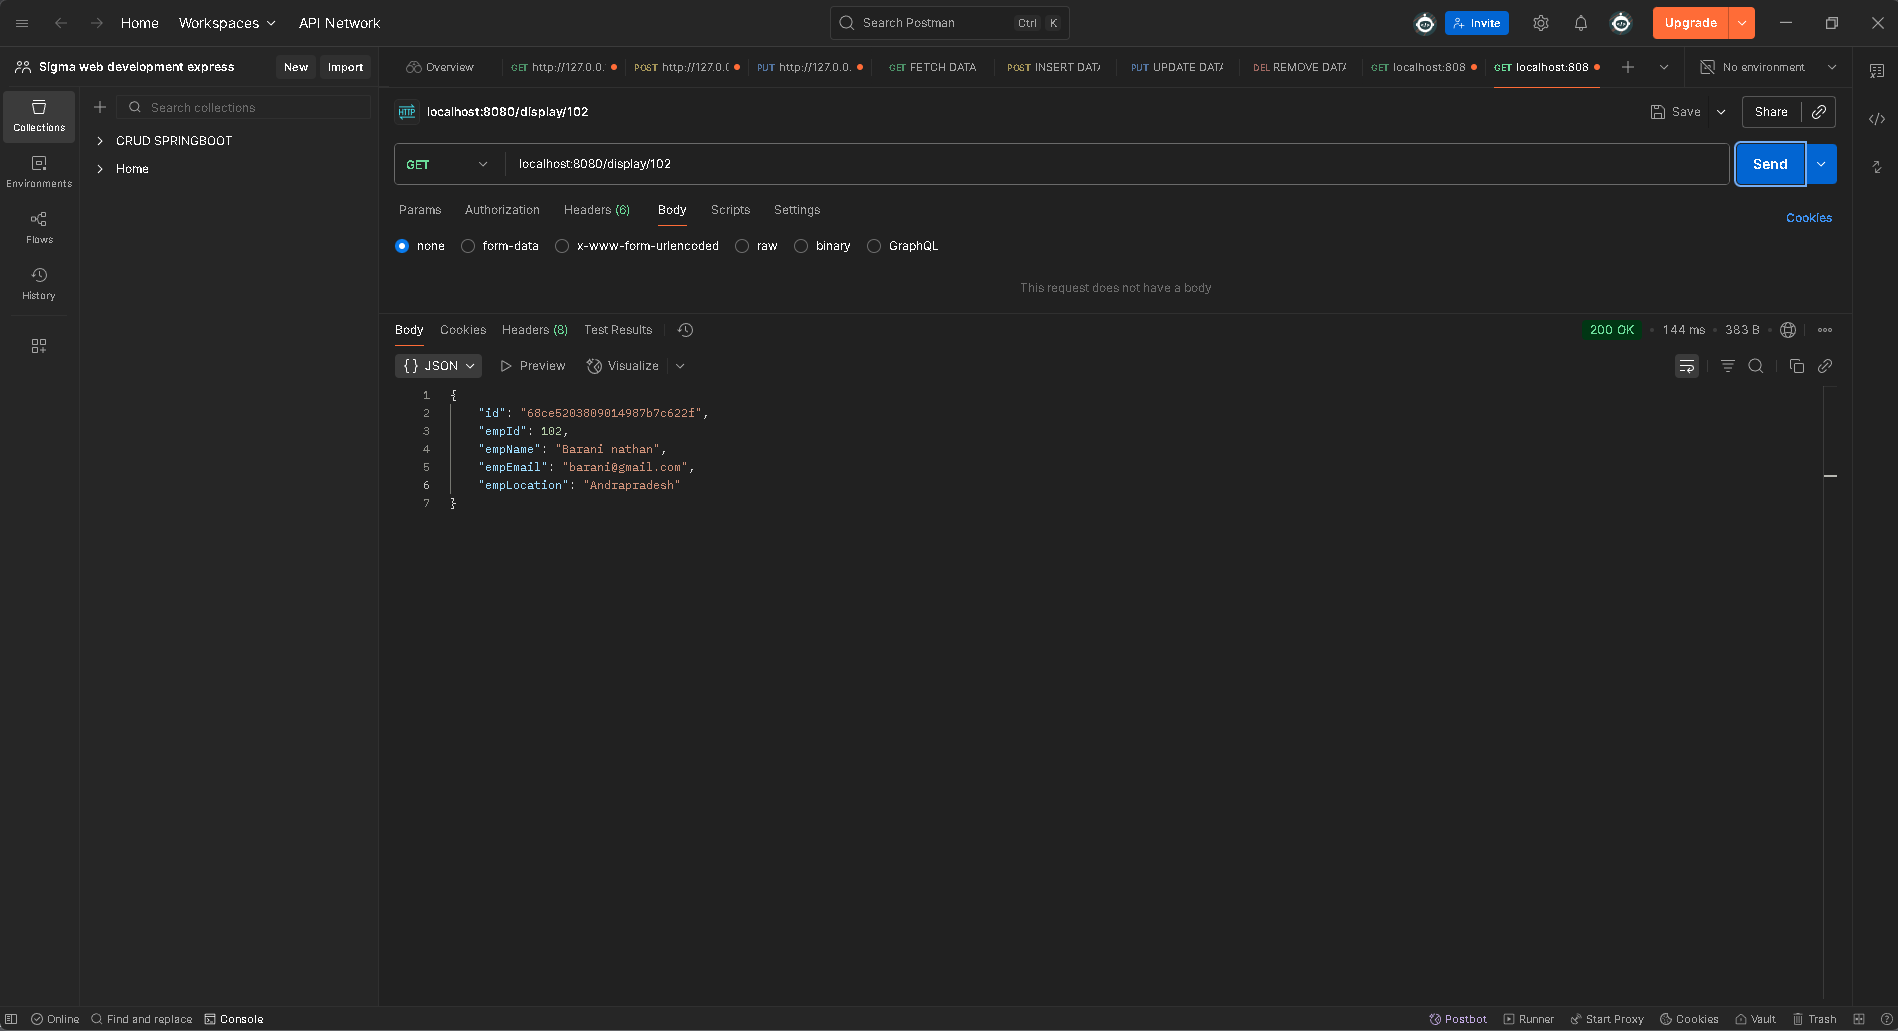 Home Workspaces API Network Search Postman Ctrl K Invite Upgrade
Sigma web development express New Import Overview GET http://127.0.0. POST http://127.0.( PUT http://127.0.0. GET FETCH DATA POST INSERT DATA PUT UPDATE DATA DEL REMOVE DATA GET localhost:808 GET localhost:808 No environment
Collections
Environments
Flows
History
Search collections
CRUD SPRINGBOOT
Home
HTTP localhost:8080/display/102 Save Share
GET localhost:8080/display/102 Send
Params Authorization Headers (6) Body Scripts Settings Cookies
none form-data x-www-form-urlencoded raw binary GraphQL
This request does not have a body
Body Cookies Headers (8) Test Results 200 OK • 144 ms • 383 B •
{} JSON Preview Visualize
1 {
2 "id": "68ce5203809014987b7c622f",
3 "empId": 102,
4 "empName": "Barani nathan",
5 "empEmail": "barani@gmail.com",
6 "empLocation": "Andrapradesh"
7 }
Online Find and replace Console Postbot Runner Start Proxy Cookies Vault Trash